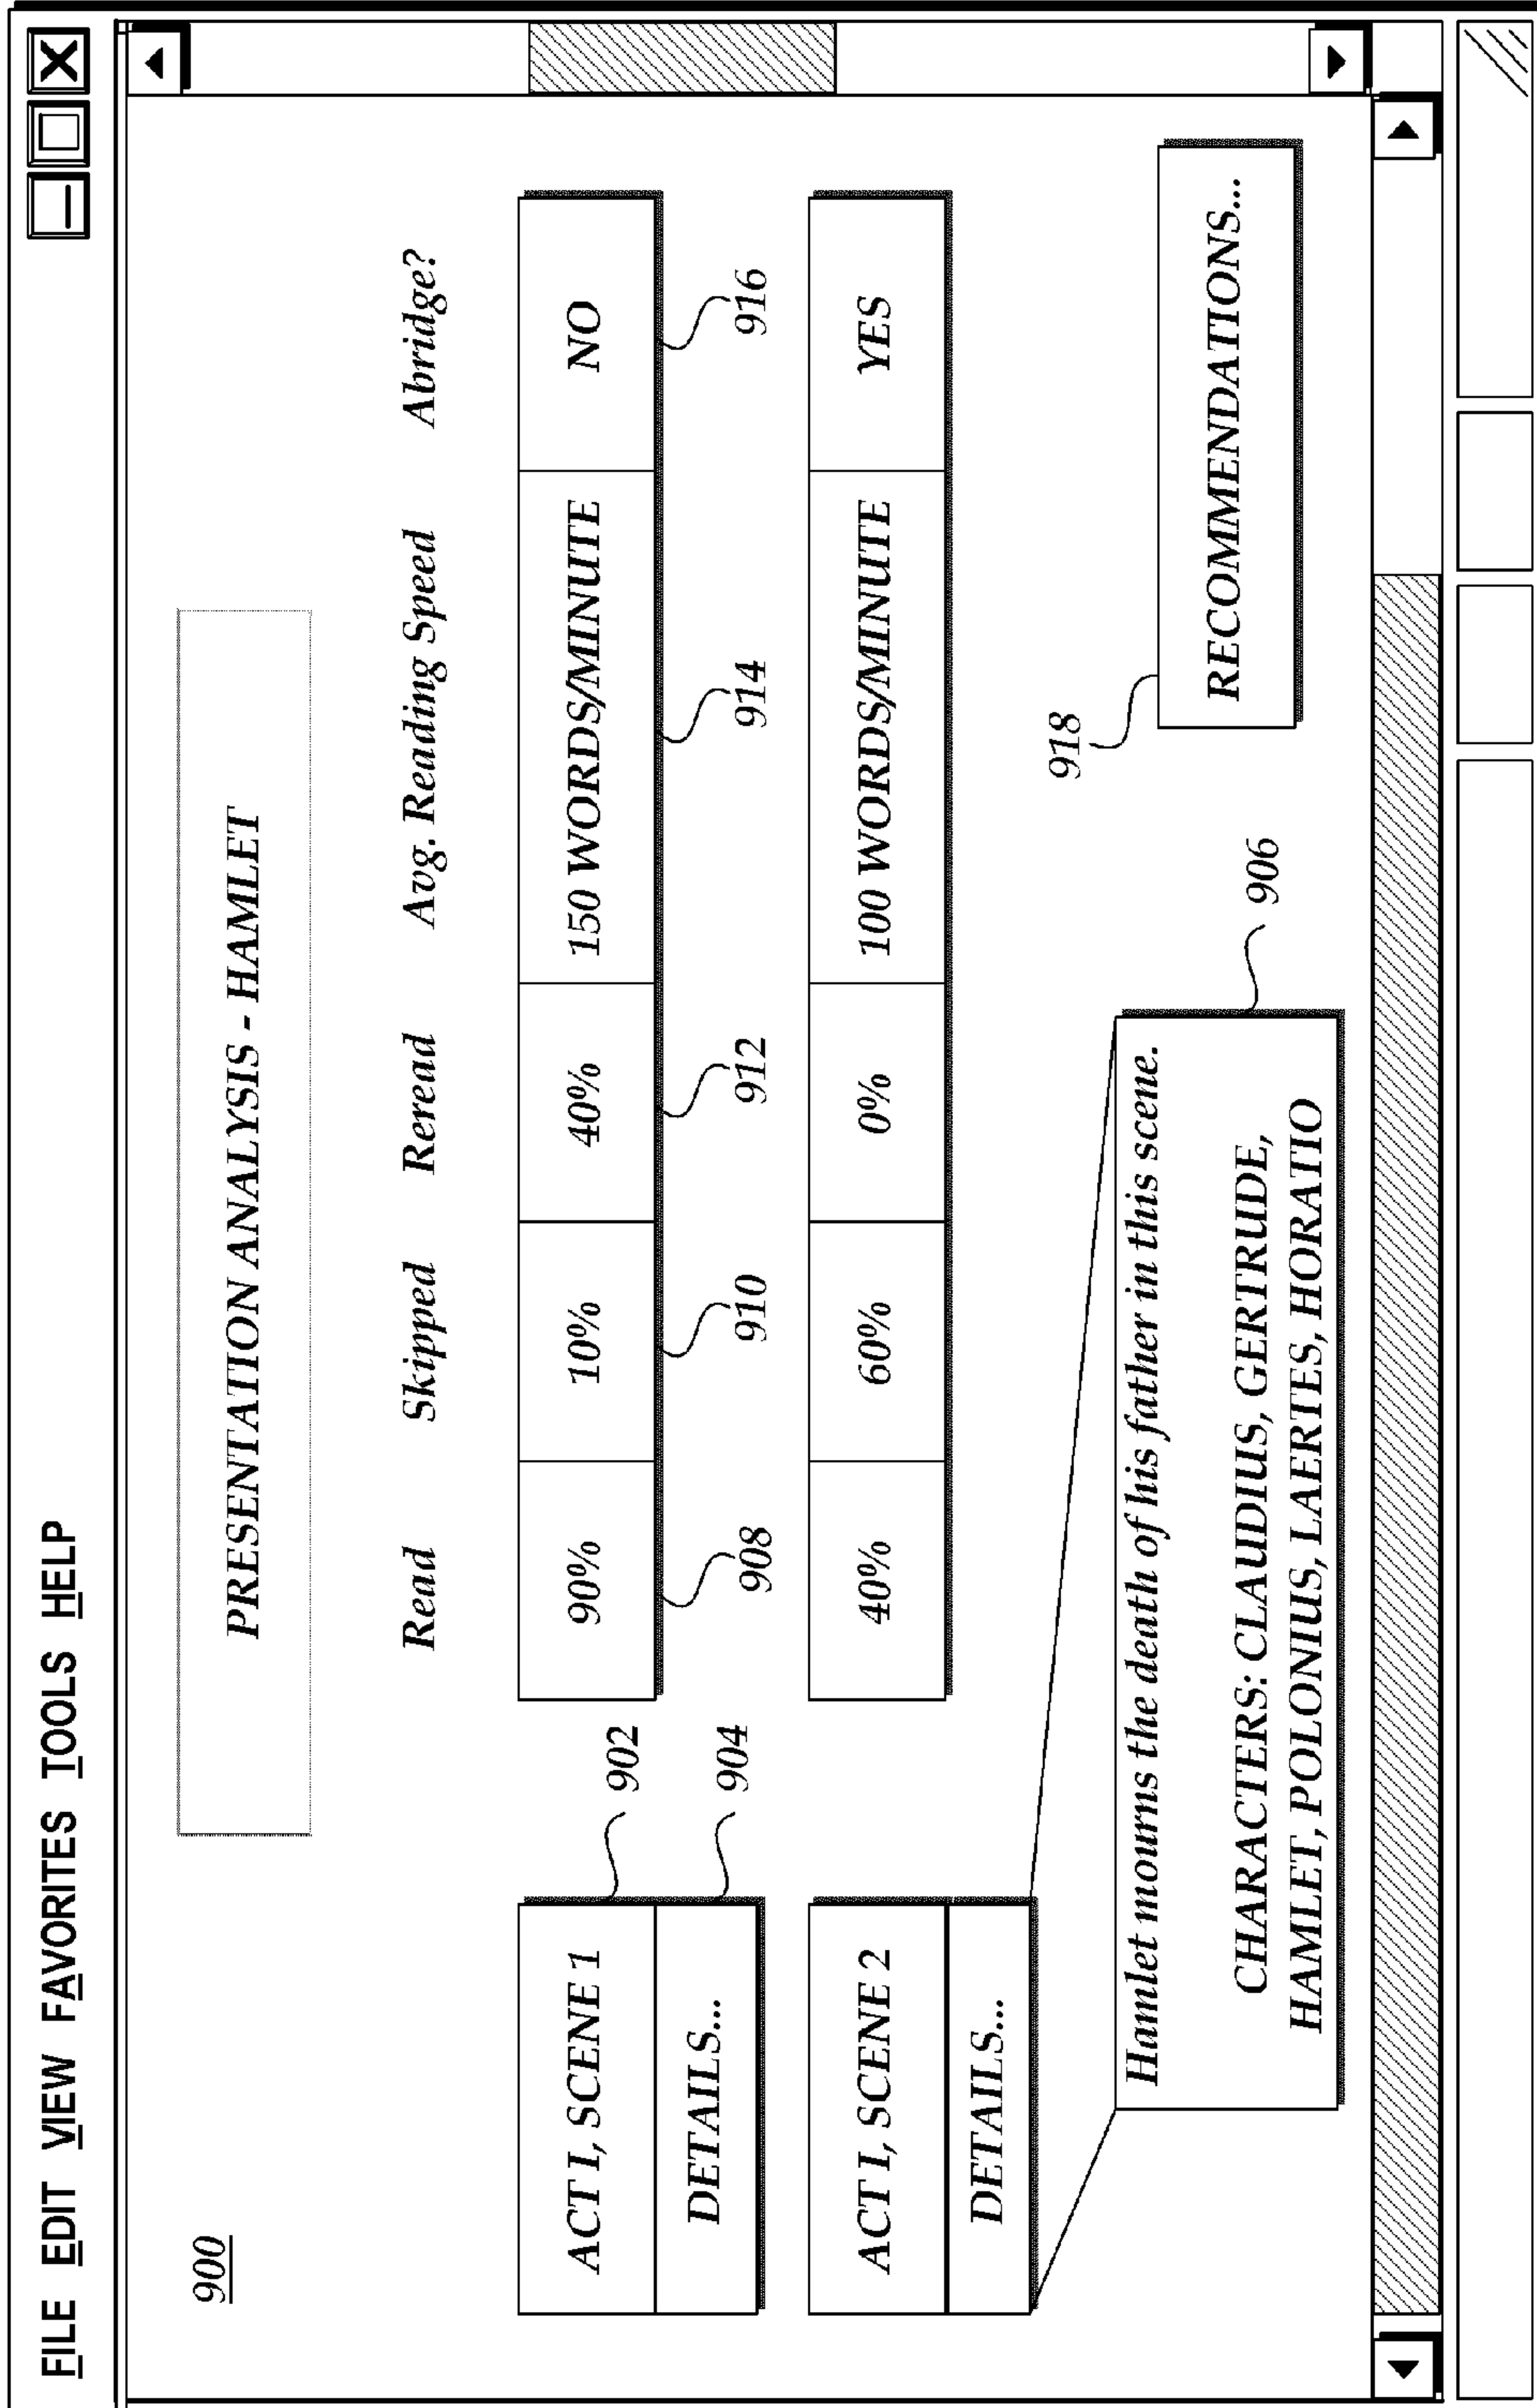 FILE EDIT VIEW FAVORITES TOOLS HELP
900
PRESENTATION ANALYSIS - HAMLET
Read Skipped Reread Avg. Reading Speed Abridge?
ACT I, SCENE 1 90% 10% 40% 150 WORDS/MINUTE NO
902
DETAILS...
904
908 910 912 914 916
ACT I, SCENE 2 40% 60% 0% 100 WORDS/MINUTE YES
DETAILS...
918
Hamlet mourns the death of his father in this scene.
CHARACTERS: CLAUDIUS, GERTRUDE,
HAMLET, POLONIUS, LAERTES, HORATIO
906
RECOMMENDATIONS...